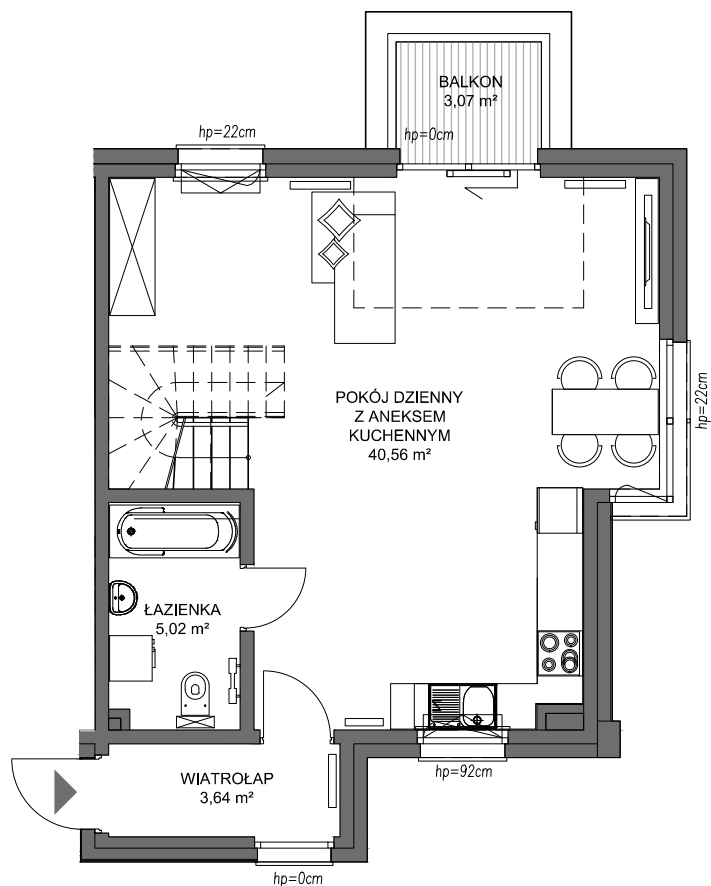 BALKON
3,07 m²
hp=22cm
hp=0cm
POKÓJ DZIENNY
Z ANEKSEM
KUCHENNYM
40,56 m²
hp=22cm
ŁAZIENKA
5,02 m²
WIATROŁAP
3,64 m²
hp=92cm
hp=0cm